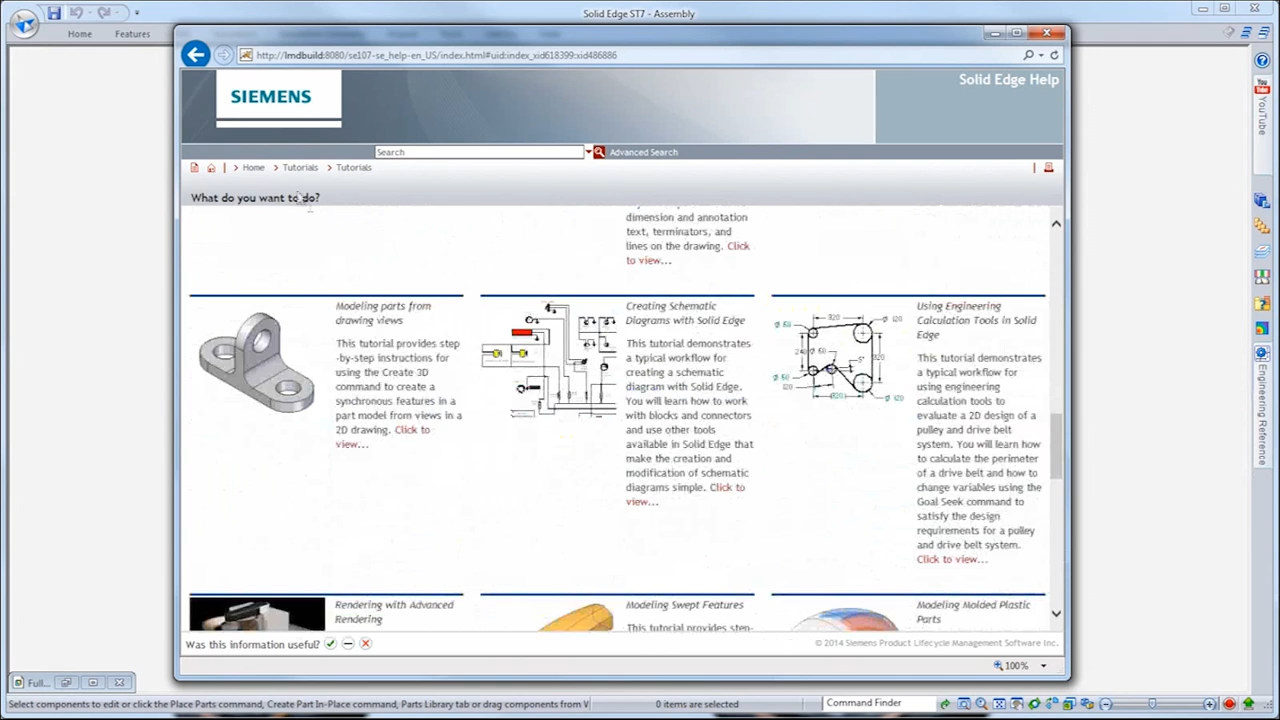 Solid Edge ST7 - Assembly
Home
Features
http://lmdbuild:8080/se107-se_help-en_US/index.html#uid:index_xid618399:xid486886
SIEMENS
Solid Edge Help
Search
Advanced Search
Home
Tutorials
Tutorials
What do you want to do?
dimension and annotation
text, terminators, and
lines on the drawing. Click
to view...
Modeling parts from
drawing views
This tutorial provides step
-by-step instructions for
using the Create 3D
command to create a
synchronous features in a
part model from views in a
2D drawing. Click to
view...
Creating Schematic
Diagrams with Solid Edge
This tutorial demonstrates
a typical workflow for
creating a schematic
diagram with Solid Edge.
You will learn how to work
with blocks and connectors
and use other tools
available in Solid Edge that
make the creation and
modification of schematic
diagrams simple. Click to
view...
Using Engineering
Calculation Tools in Solid
Edge
This tutorial demonstrates
a typical workflow for
using engineering
calculation tools to
evaluate a 2D design of a
pulley and drive belt
system. You will learn how
to calculate the perimeter
of a drive belt and how to
change variables using the
Goal Seek command to
satisfy the design
requirements for a pulley
and drive belt system.
Click to view...
Rendering with Advanced
Rendering
Modeling Swept Features
This tutorial provides step-
Modeling Molded Plastic
Parts
Was this information useful?
© 2014 Siemens Product Lifecycle Management Software Inc.
100%
YouTube
Engineering Reference
Full...
Select components to edit or click the Place Parts command, Create Part In-Place command, Parts Library tab or drag components from V
0 items are selected
Command Finder